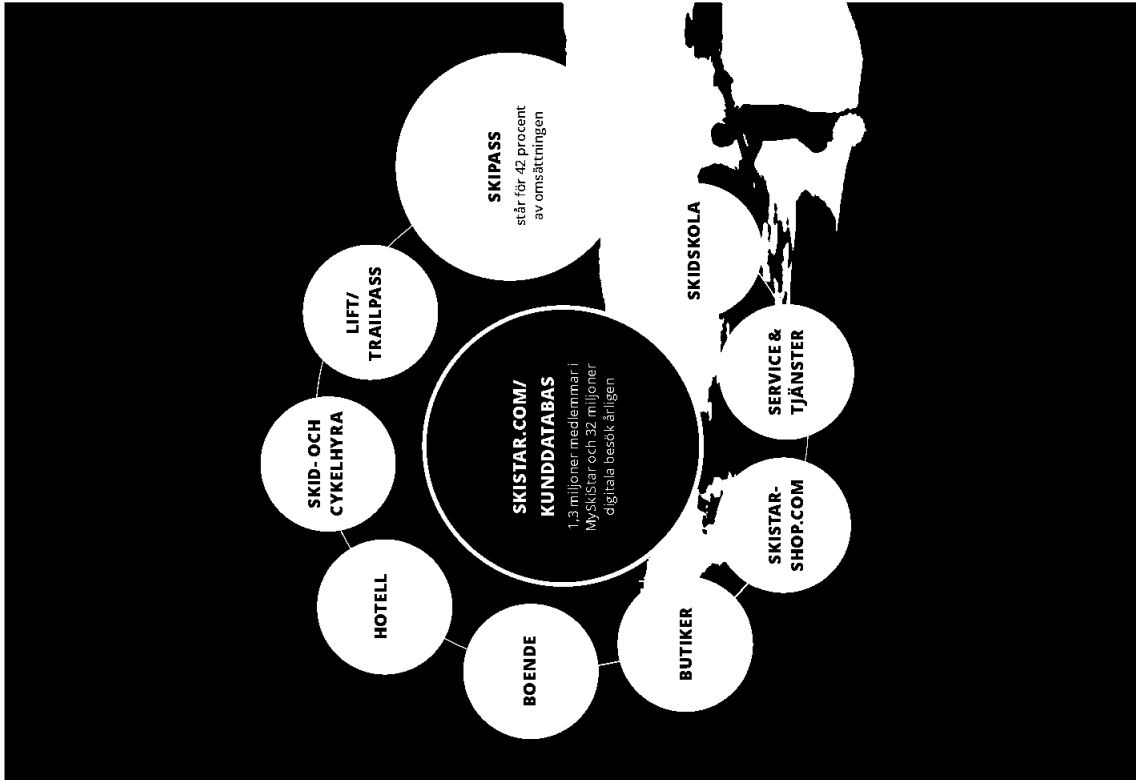 SKIPASS
står för 42 procent
av omsättningen
SKIDSKOLA
SERVICE &
TJÄNSTER
SKISTAR-
SHOP.COM
BUTIKER
BOENDE
HOTELL
SKID- OCH
CYKELHYRA
LIFT/
TRAILPASS
SKISTAR.COM/
KUNDDATABAS
1,3 miljoner medlemmar i
MySkiStar och 32 miljoner
digitala besök årligen